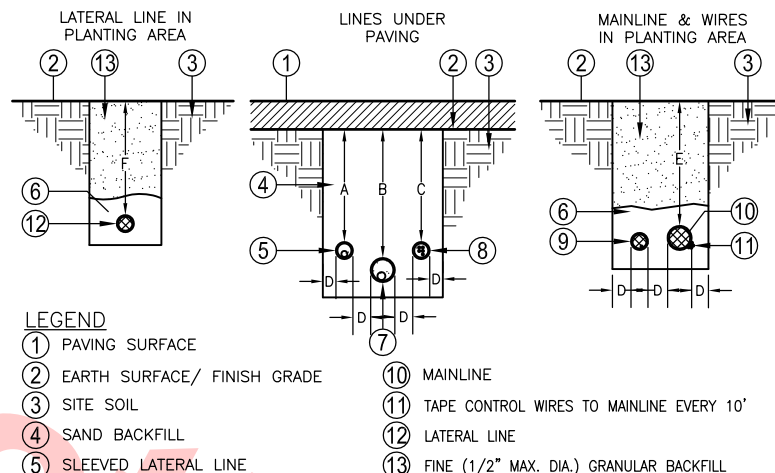 LATERAL LINE IN
PLANTING AREA
LINES UNDER
PAVING
MAINLINE & WIRES
IN PLANTING AREA
2 13 3
1 2 3
2 13 3
F
6
12
4
A B C
5 8
D D
D D
7
E
6 10
9 11
D D D
LEGEND
1 PAVING SURFACE
2 EARTH SURFACE/ FINISH GRADE
3 SITE SOIL
4 SAND BACKFILL
5 SLEEVED LATERAL LINE
10 MAINLINE
11 TAPE CONTROL WIRES TO MAINLINE EVERY 10'
12 LATERAL LINE
13 FINE (1/2" MAX. DIA.) GRANULAR BACKFILL